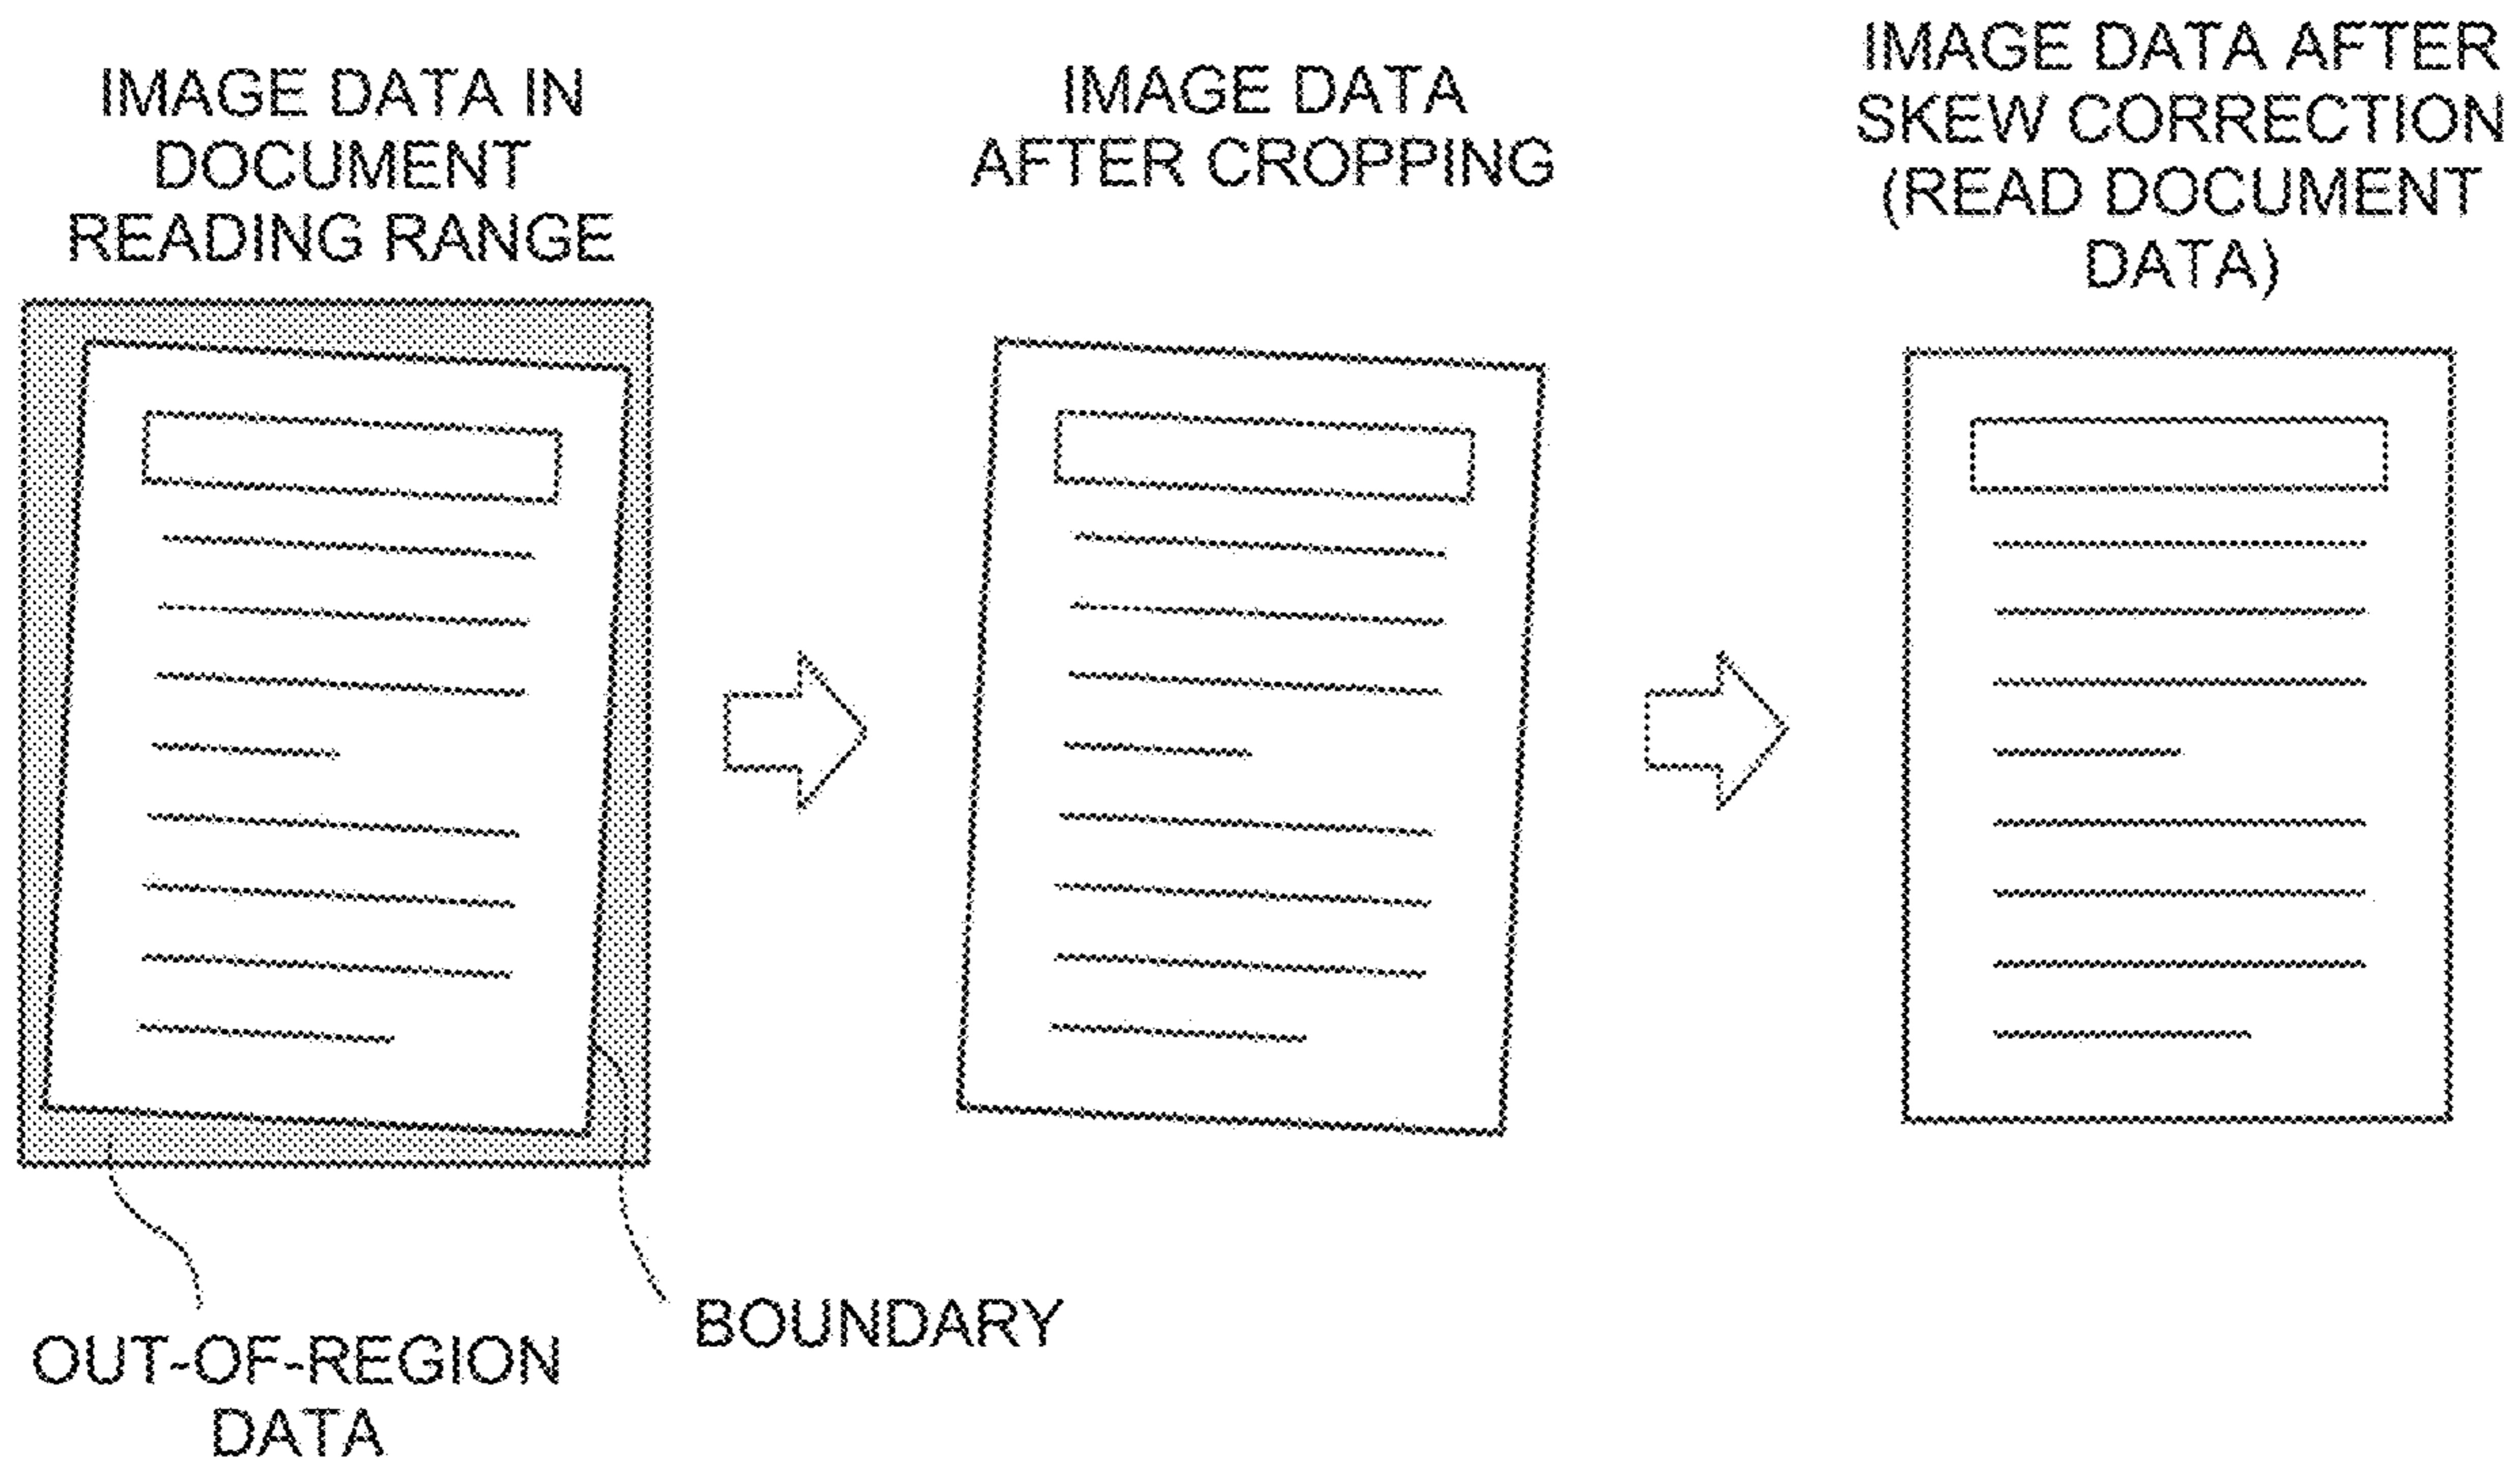 IMAGE DATA IN
DOCUMENT
READING RANGE
IMAGE DATA
AFTER CROPPING
IMAGE DATA AFTER
SKEW CORRECTION
(READ DOCUMENT
DATA)
BOUNDARY
OUT-OF-REGION
DATA